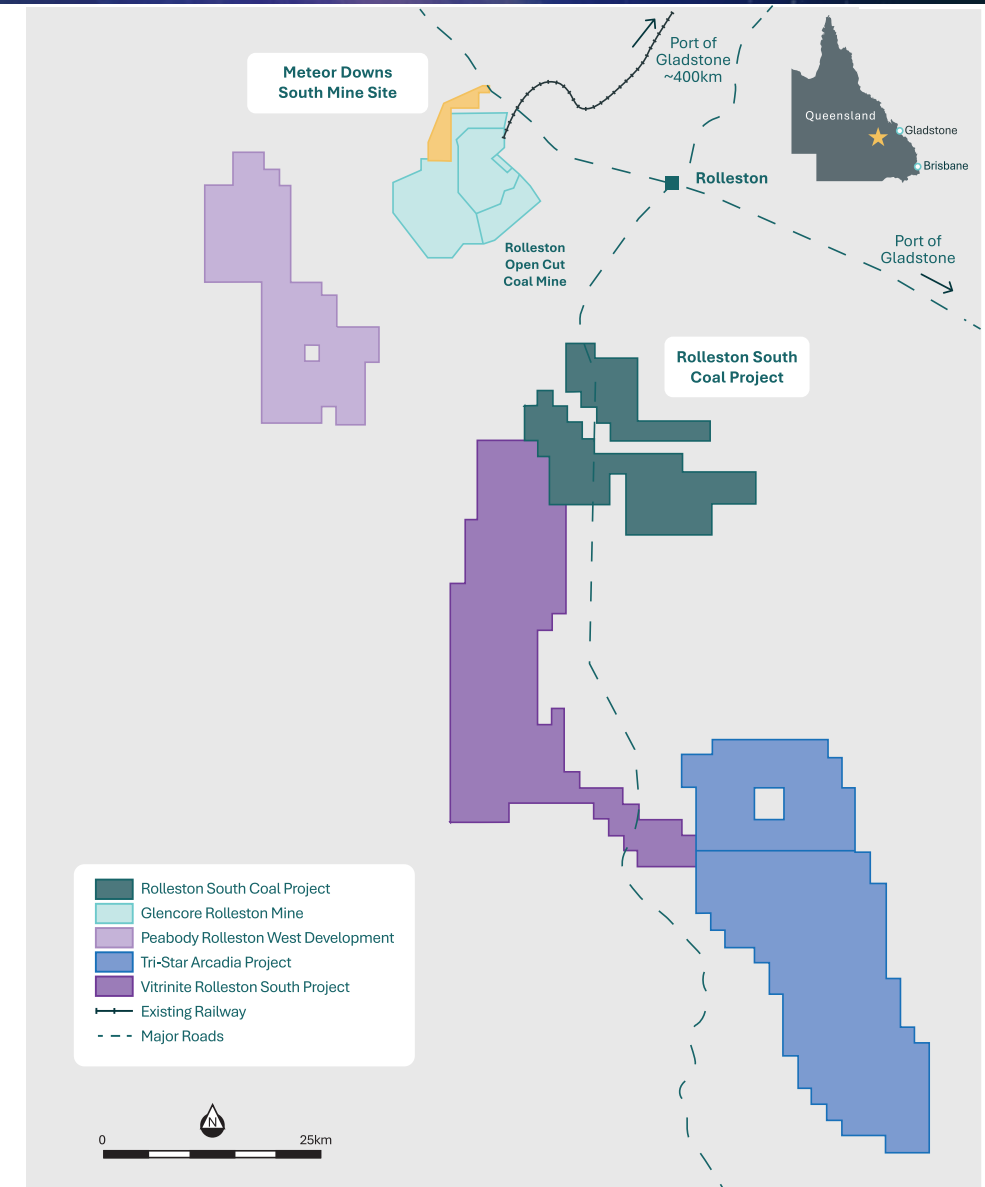 Meteor Downs
South Mine Site
Port of
Gladstone
~400km
Queensland
Gladstone
Brisbane
Rolleston
Rolleston
Open Cut
Coal Mine
Port of
Gladstone
Rolleston South
Coal Project
Rolleston South Coal Project
Glencore Rolleston Mine
Peabody Rolleston West Development
Tri-Star Arcadia Project
Vitrinite Rolleston South Project
Existing Railway
Major Roads
N
0 25km